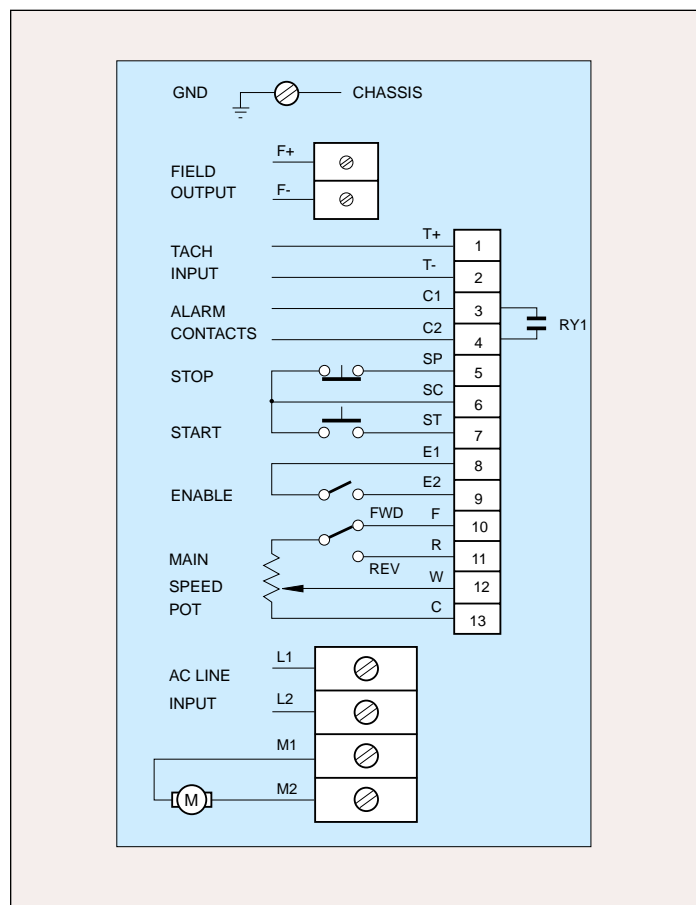 GND CHASSIS
F+
FIELD
OUTPUT
F-
T+ 1
TACH
INPUT
T- 2
C1 3
ALARM
CONTACTS
RY1
C2 4
STOP SP 5
SC 6
START ST 7
E1 8
ENABLE E2 9
FWD F 10
R 11
MAIN
REV
SPEED W 12
POT C 13
L1
AC LINE
INPUT L2
M1
M M2